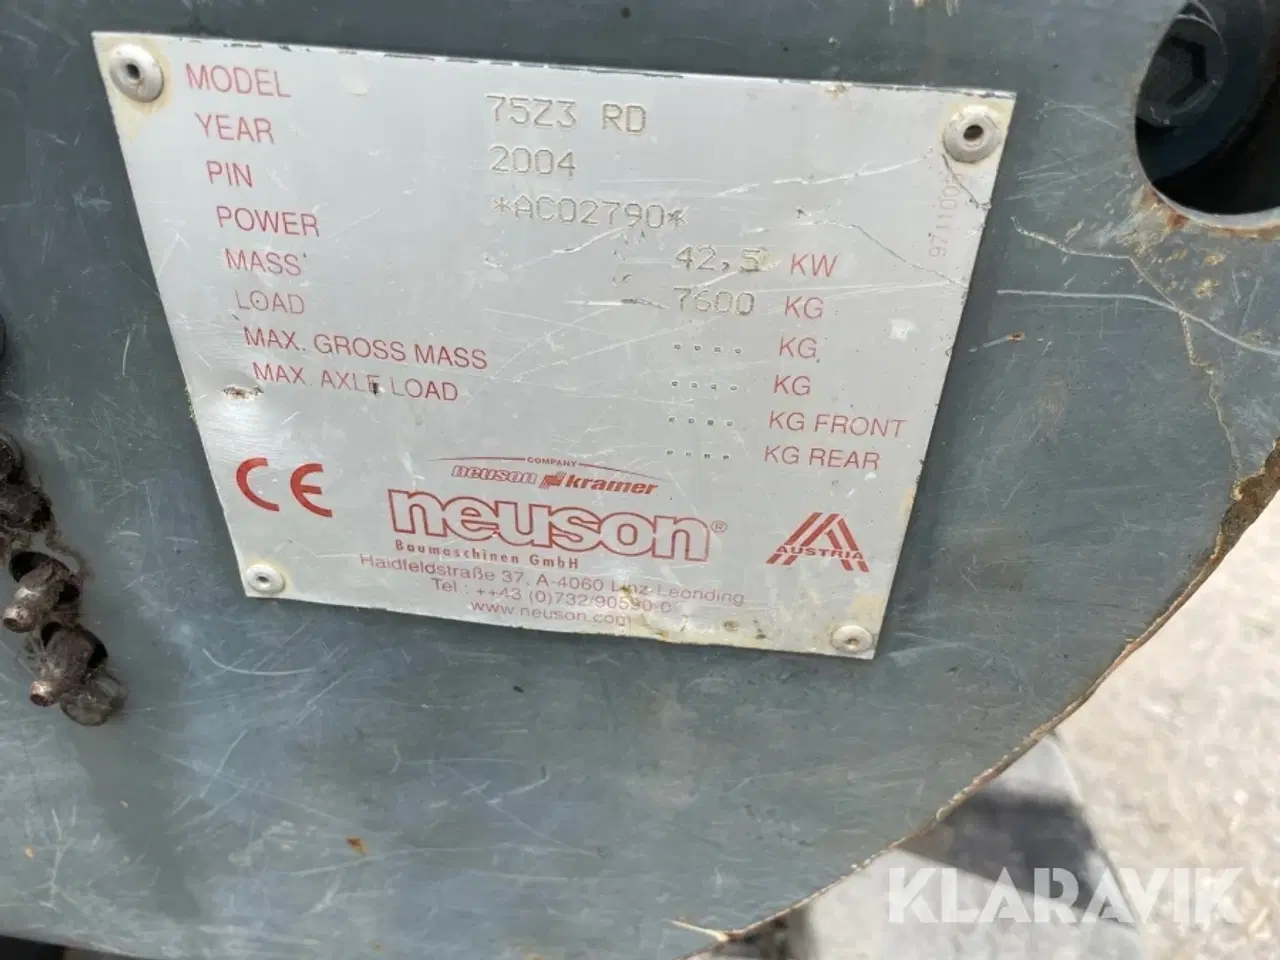 MODEL 75Z3 RD
YEAR 2004
PIN *AC02790*
POWER 42,5 KW
MASS 7600 KG
LOAD .... KG
MAX. GROSS MASS .... KG
MAX. AXLE LOAD .... KG FRONT
.... KG REAR
CE
COMPANY
neuson kramer
neuson®
Baumaschinen GmbH
AUSTRIA
Haidfeldstraße 37, A-4060 Linz-Leonding
Tel : ++43 (0)732/90590-0
www.neuson.com
KLARAVIK